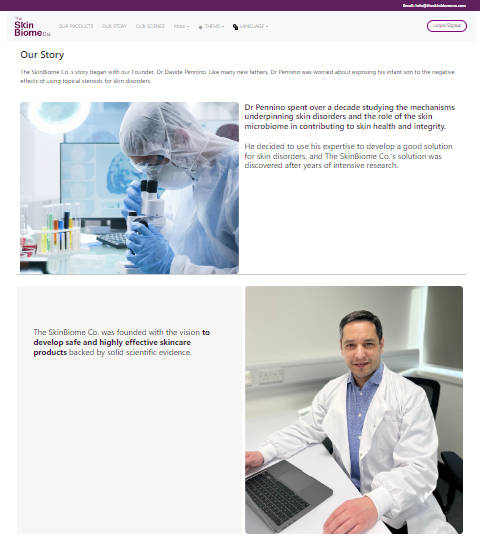 Email: info@theskinbiomeco.com
The
Skin
Biome Co.
OUR PRODUCTS OUR STORY OUR SCIENCE More THEME LANGUAGE Login/Signup
Our Story
The SkinBiome Co.'s story began with our Founder, Dr Davide Pennino. Like many new fathers, Dr Pennino was worried about exposing his infant son to the negative
effects of using topical steroids for skin disorders.
Dr Pennino spent over a decade studying the mechanisms
underpinning skin disorders and the role of the skin
microbiome in contributing to skin health and integrity.
He decided to use his expertise to develop a good solution
for skin disorders, and The SkinBiome Co.'s solution was
discovered after years of intensive research.
The SkinBiome Co. was founded with the vision to
develop safe and highly effective skincare
products backed by solid scientific evidence.